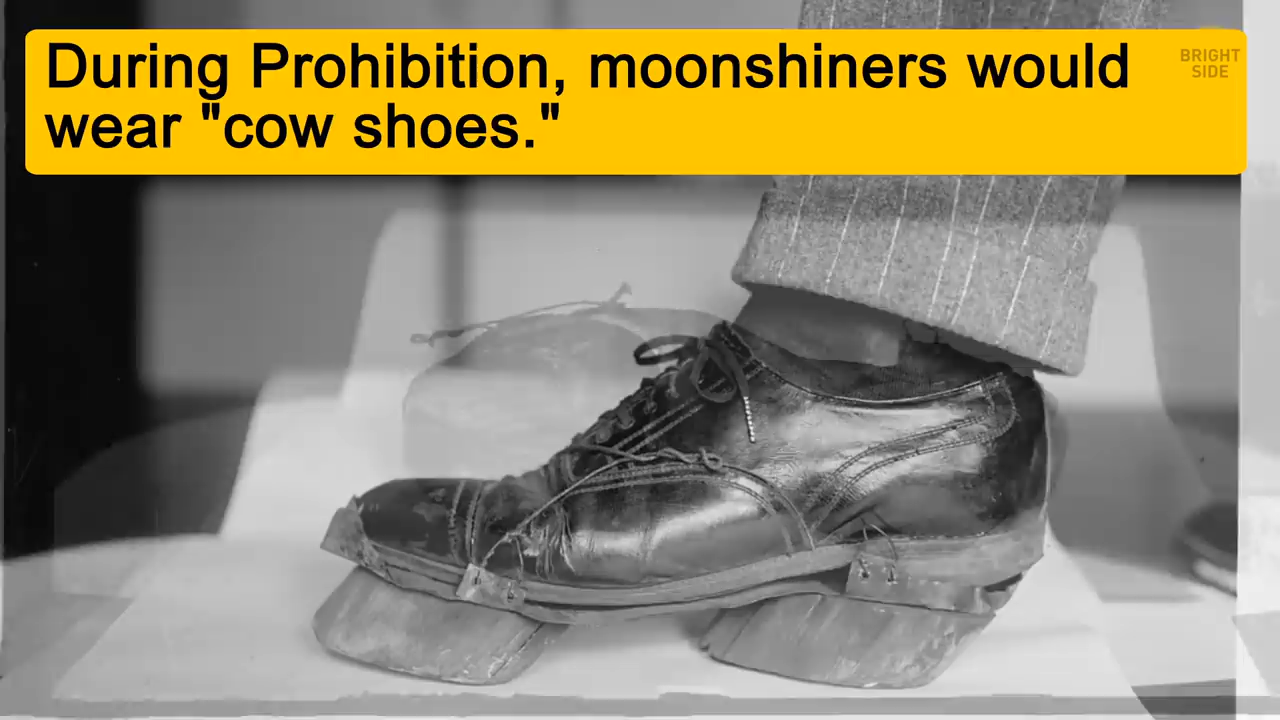 During Prohibition, moonshiners would
wear "cow shoes."
BRIGHT
SIDE